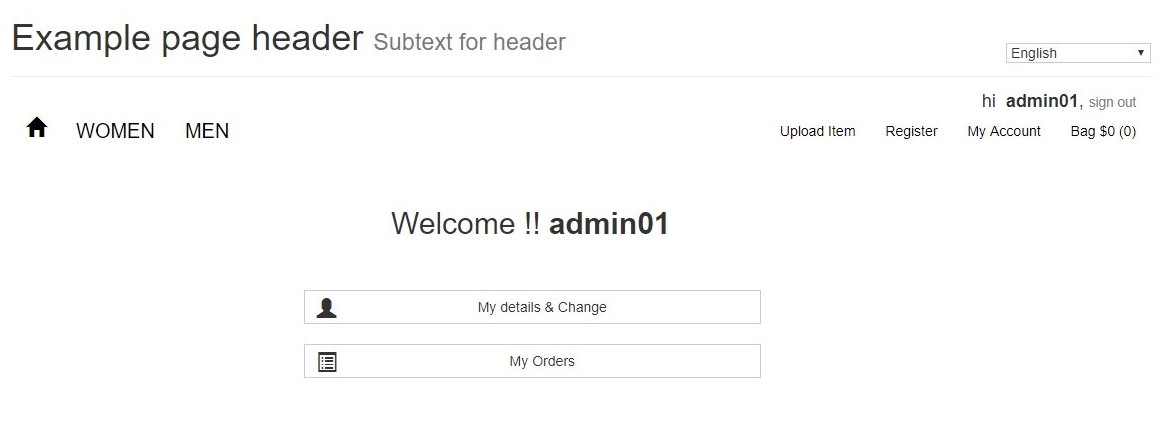 Example page header Subtext for header
English
hi admin01, sign out
WOMEN MEN
Upload Item Register My Account Bag $0 (0)
Welcome !! admin01
My details & Change
My Orders